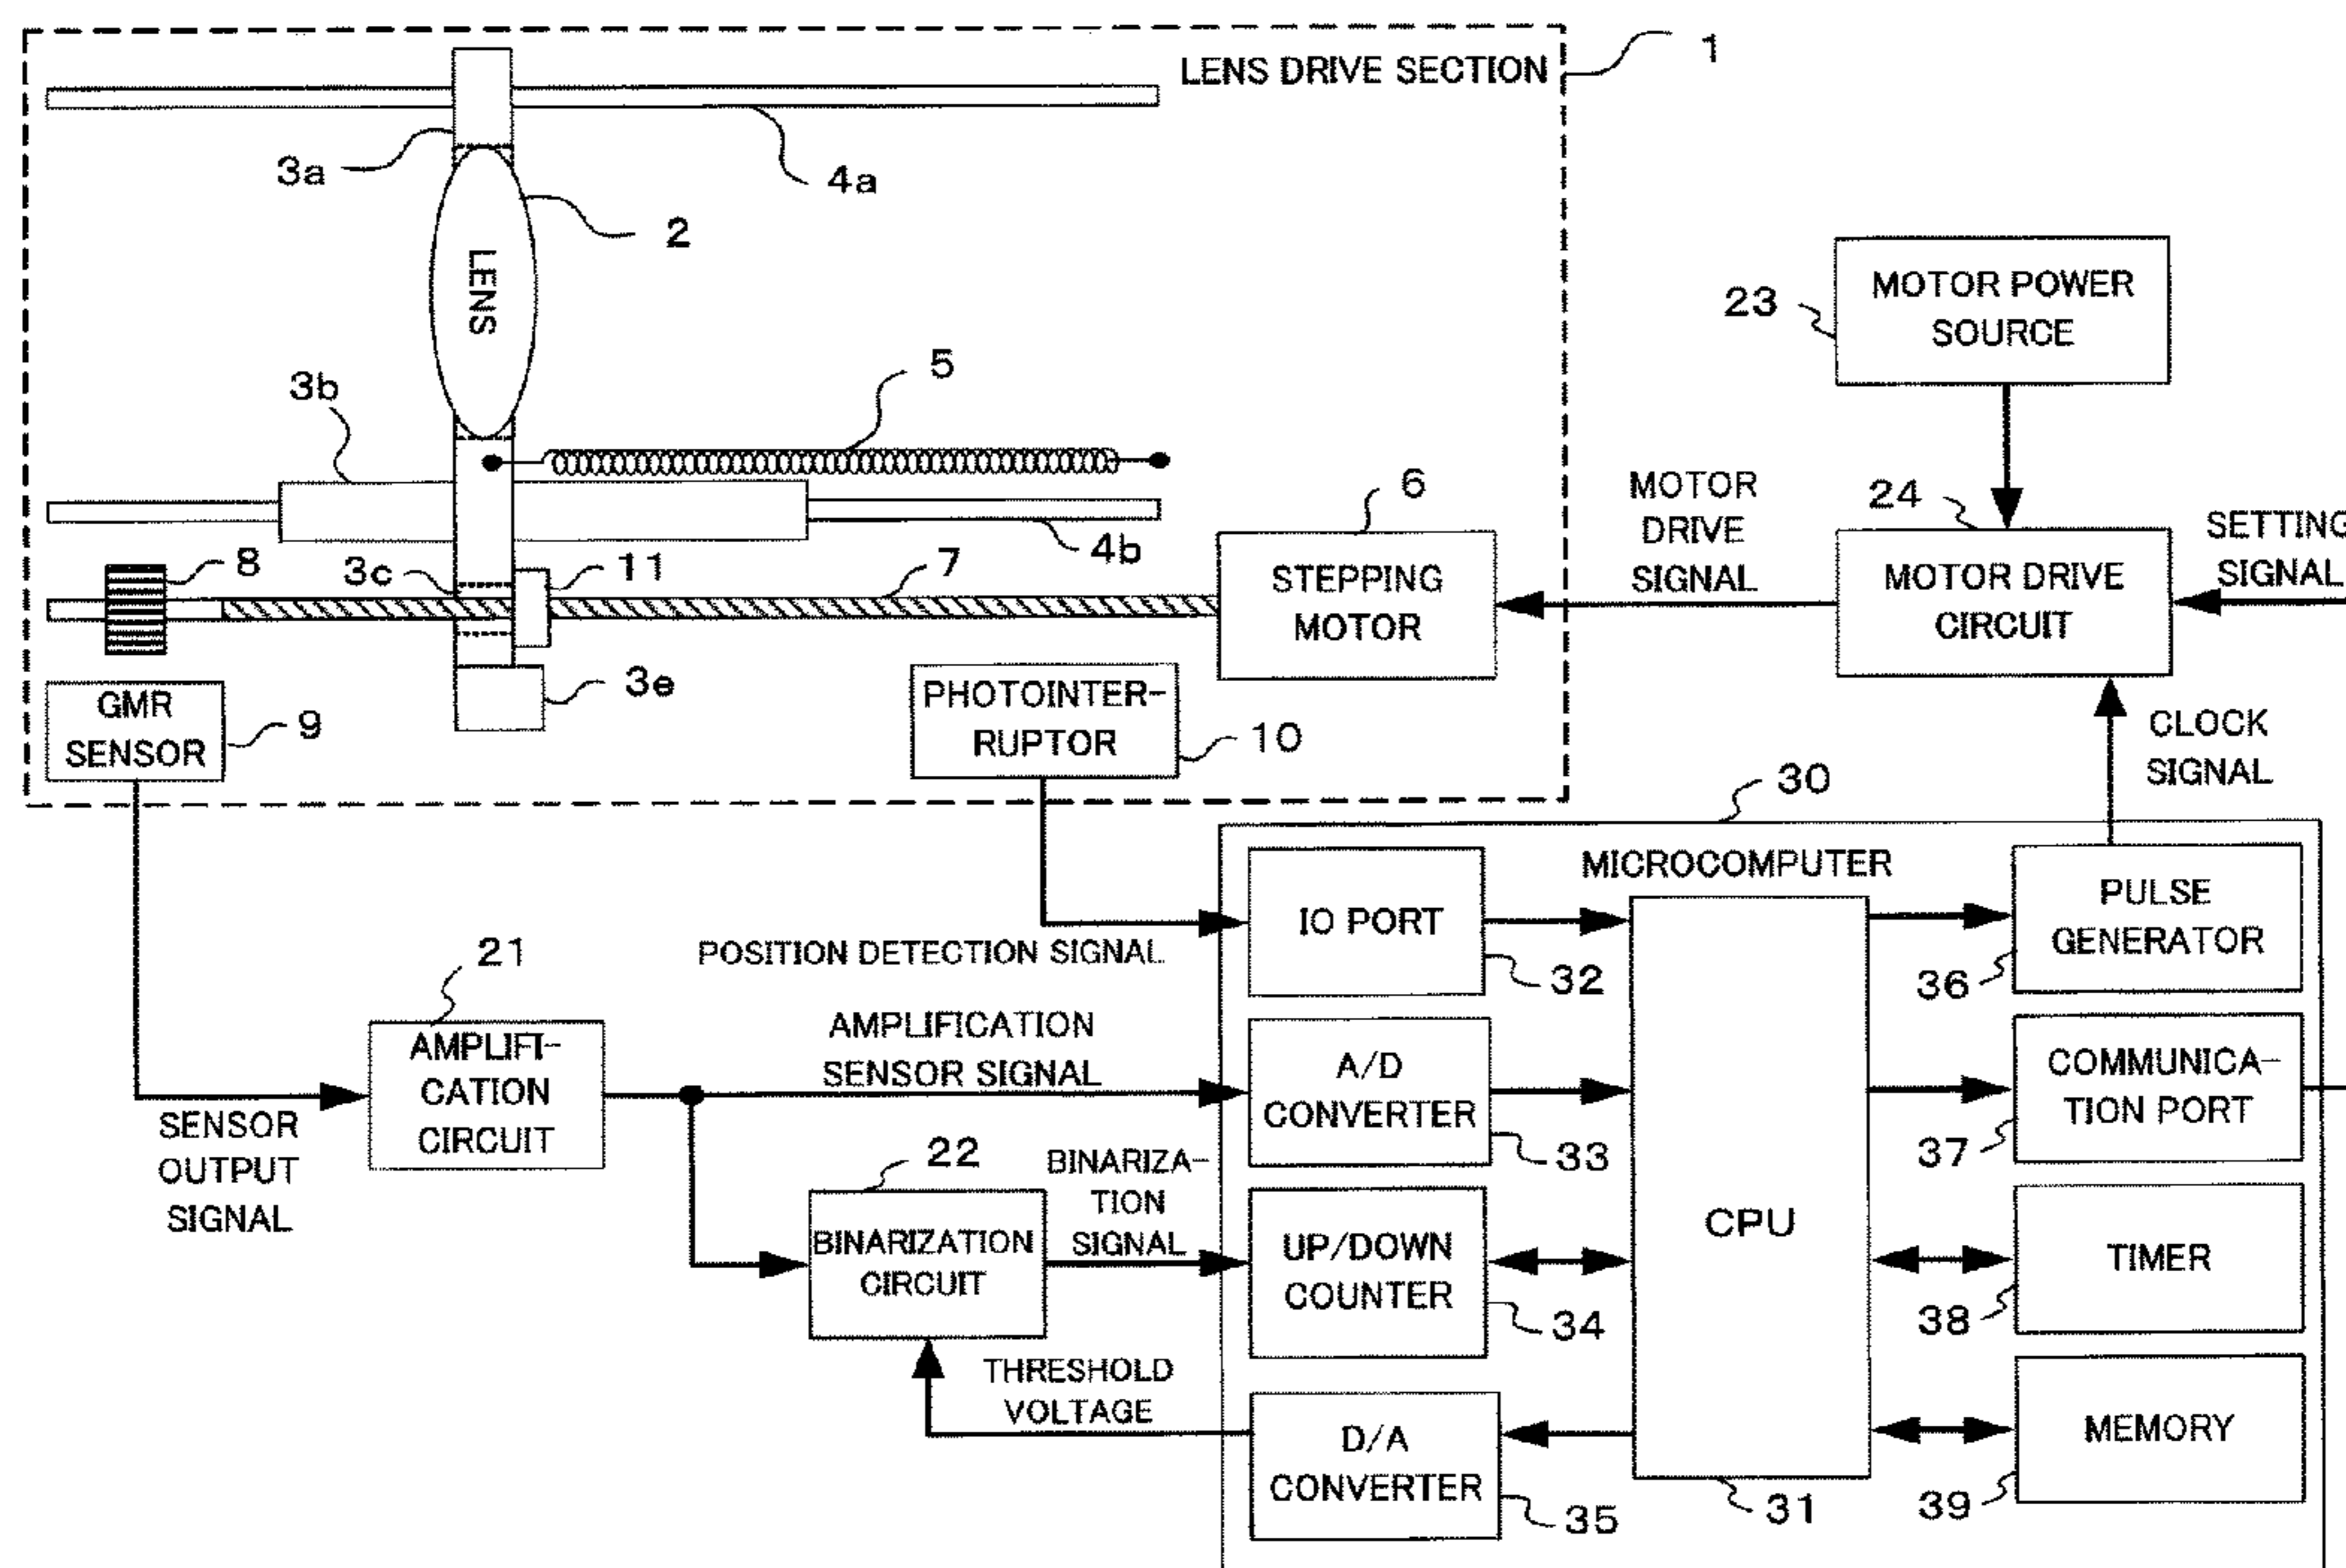 LENS DRIVE SECTION
1
3a
4a
2
LENS
MOTOR POWER
SOURCE
23
3b
5
6
MOTOR
DRIVE
SIGNAL
24
SETTING
SIGNAL
4b
8
3c
11
7
STEPPING
MOTOR
MOTOR DRIVE
CIRCUIT
3e
GMR
SENSOR
9
PHOTOINTER-
RUPTOR
10
CLOCK
SIGNAL
30
MICROCOMPUTER
IO PORT
32
PULSE
GENERATOR
36
POSITION DETECTION SIGNAL
21
AMPLIFI-
CATION
CIRCUIT
AMPLIFICATION
SENSOR SIGNAL
A/D
CONVERTER
33
COMMUNICA-
TION PORT
37
SENSOR
OUTPUT
SIGNAL
22
BINARIZA-
TION
SIGNAL
BINARIZATION
CIRCUIT
UP/DOWN
COUNTER
34
CPU
TIMER
38
THRESHOLD
VOLTAGE
D/A
CONVERTER
35
31
MEMORY
39